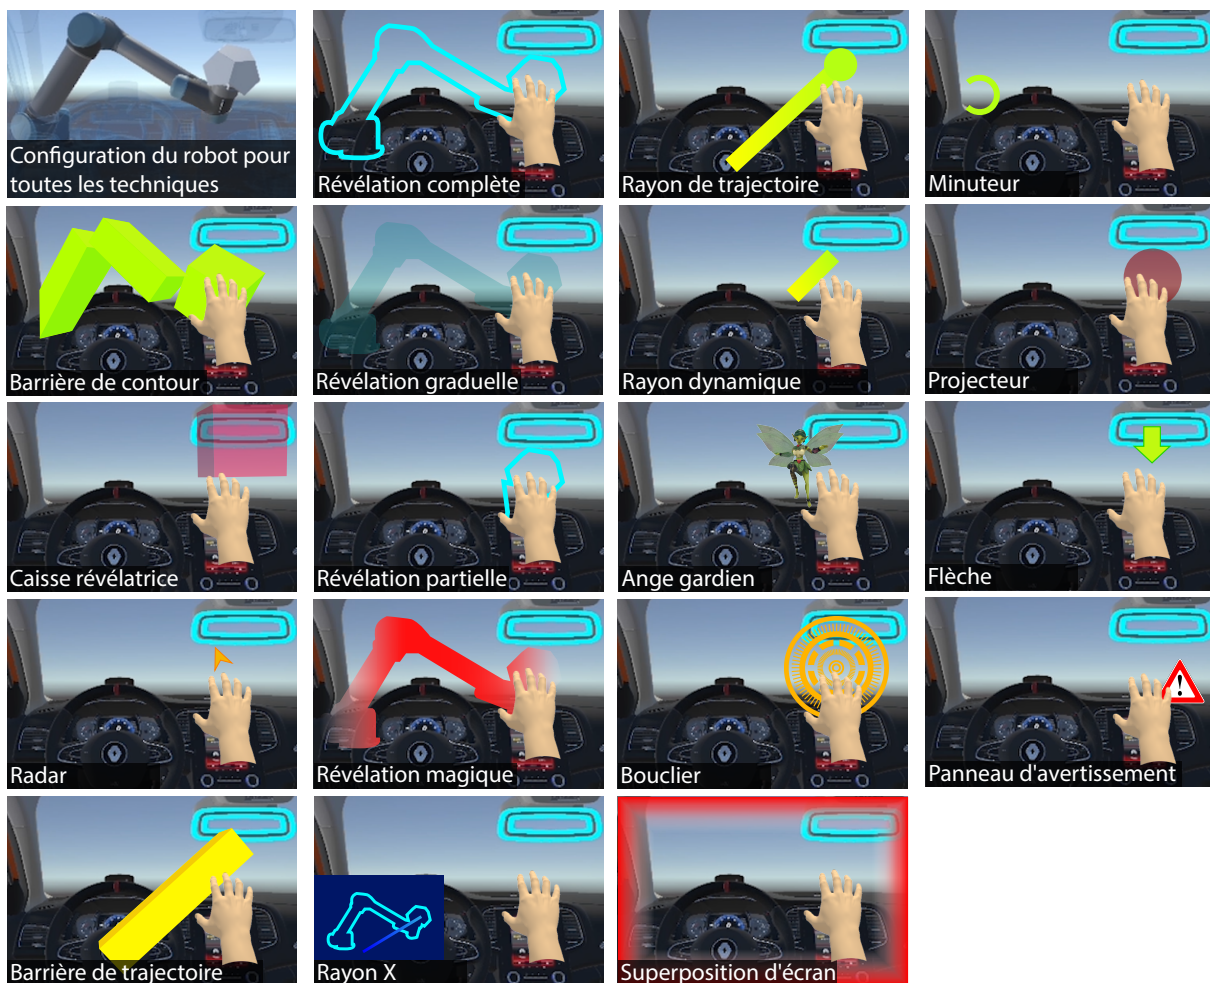 Configuration du robot pour
toutes les techniques
Révélation complète
Rayon de trajectoire
Minuteur
Barrière de contour
Révélation graduelle
Rayon dynamique
Projecteur
Caisse révélatrice
Révélation partielle
Ange gardien
Flèche
Radar
Révélation magique
Bouclier
Panneau d'avertissement
Barrière de trajectoire
Rayon X
Superposition d'écran